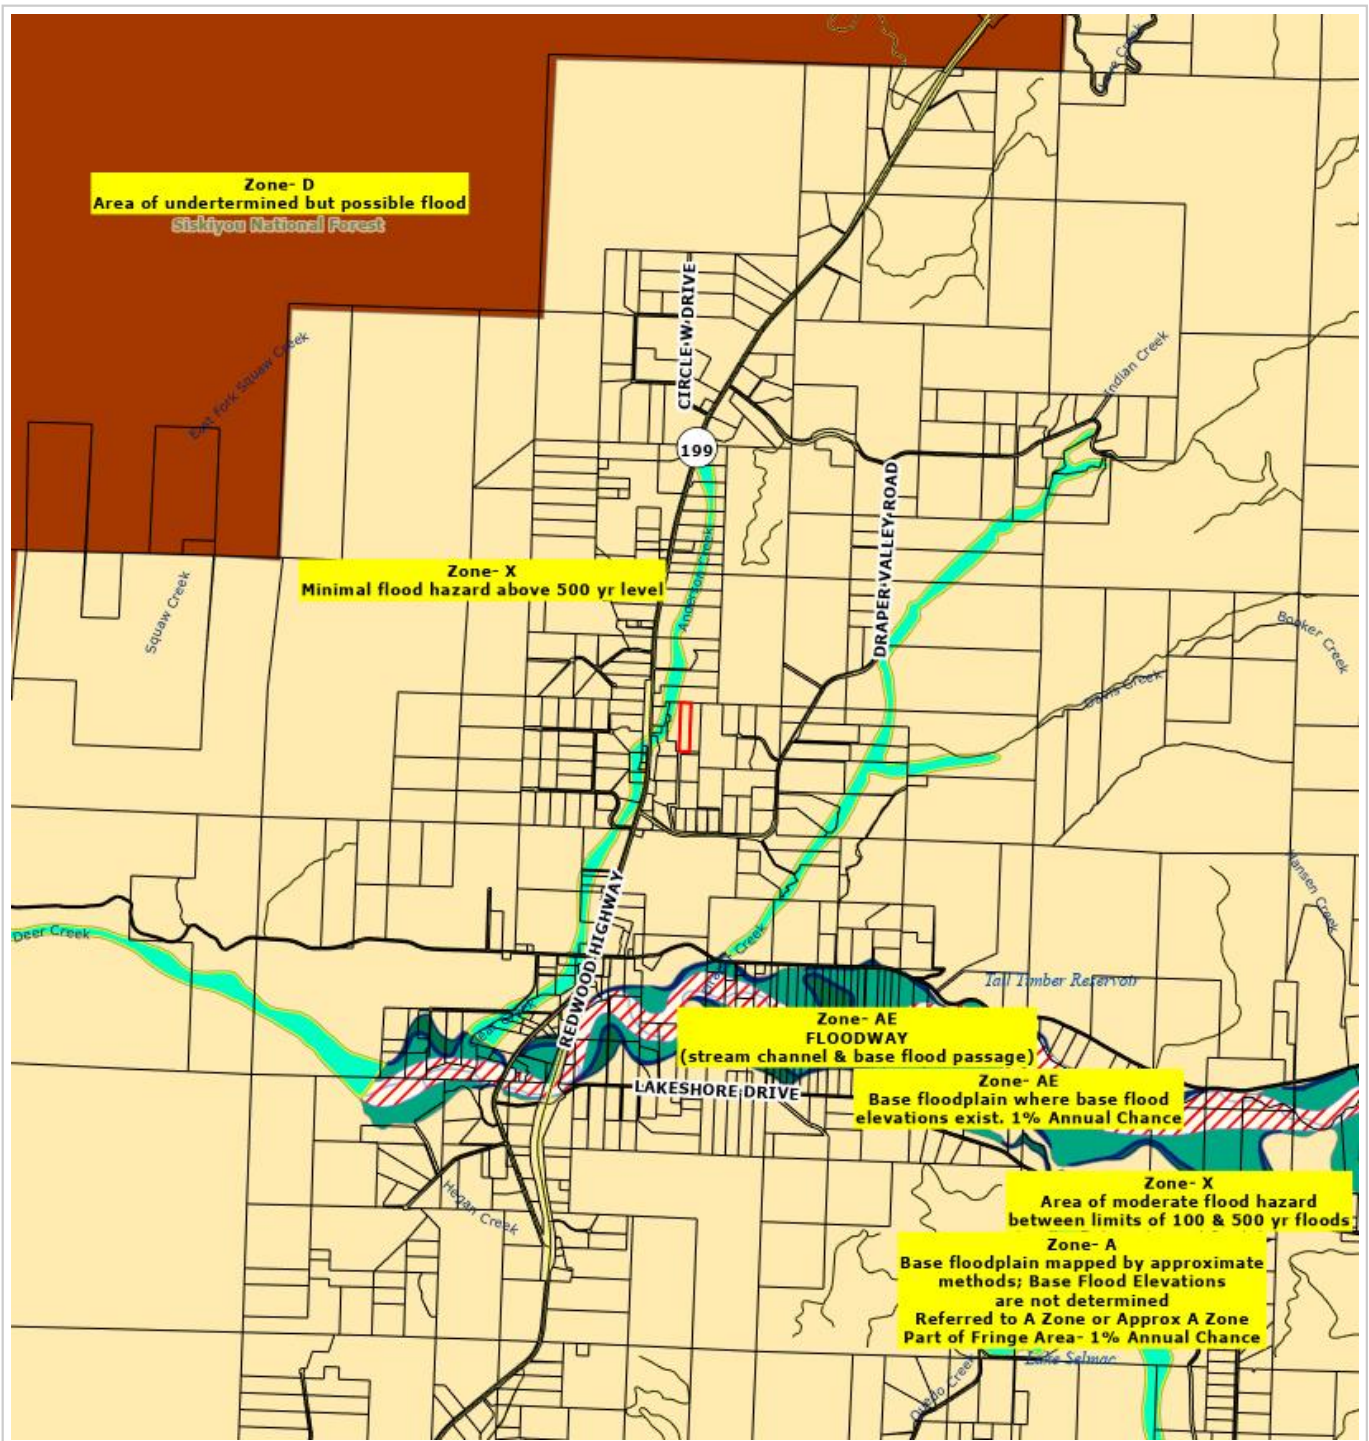 Lime Creek
Zone- D
Area of undertermined but possible flood
Siskiyou National Forest
CIRCLE W DRIVE
East Fork Squaw Creek
Indian Creek
199
DRAPER VALLEY ROAD
Anderson Creek
Zone- X
Minimal flood hazard above 500 yr level
Squaw Creek
Booker Creek
Davis Creek
Hansen Creek
REDWOOD HIGHWAY
Deer Creek
Creek
Tall Timber Reservoir
Zone- AE
FLOODWAY
(stream channel & base flood passage)
Zone- AE
Base floodplain where base flood
elevations exist. 1% Annual Chance
LAKESHORE DRIVE
Zone- X
Area of moderate flood hazard
between limits of 100 & 500 yr floods
Hegan Creek
Zone- A
Base floodplain mapped by approximate
methods; Base Flood Elevations
are not determined
Referred to A Zone or Approx A Zone
Part of Fringe Area- 1% Annual Chance
Lake Selmac
Creek